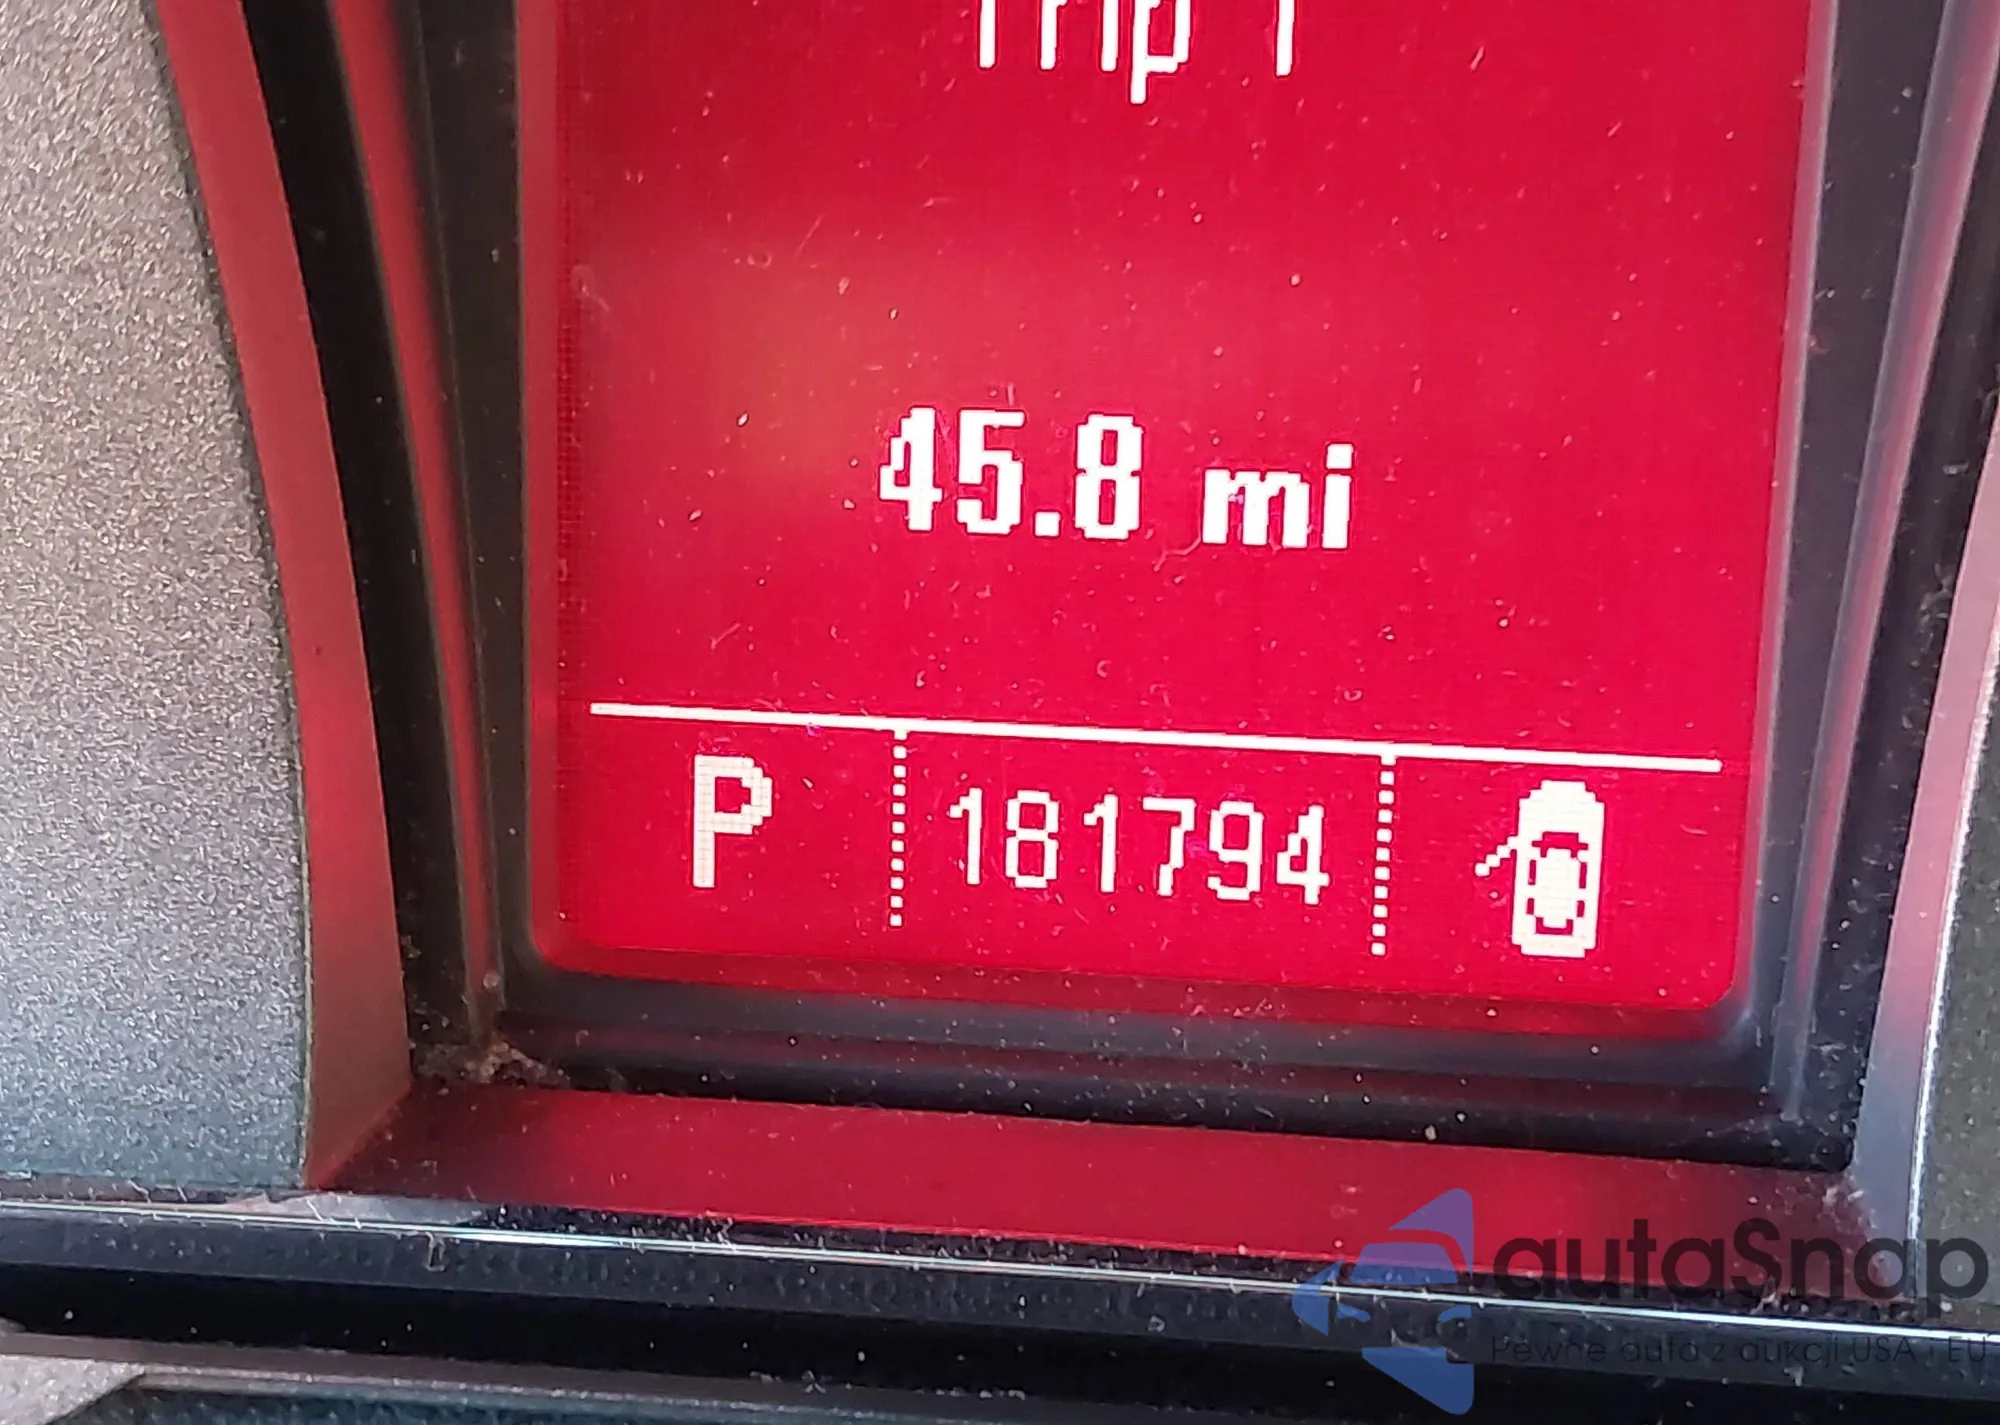 Trip 1
45.8 mi
P 181794
autaSnap
Pewne auta z aukcji USA i EU